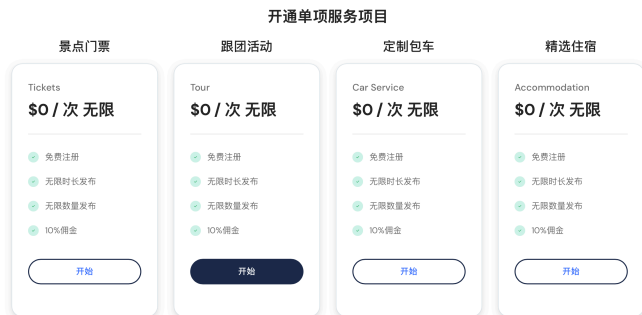 开通单项服务项目
景点门票
Tickets
$0 / 次 无限
免费注册
无限时长发布
无限数量发布
10%佣金
开始
跟团活动
Tour
$0 / 次 无限
免费注册
无限时长发布
无限数量发布
10%佣金
开始
定制包车
Car Service
$0 / 次 无限
免费注册
无限时长发布
无限数量发布
10%佣金
开始
精选住宿
Accommodation
$0 / 次 无限
免费注册
无限时长发布
无限数量发布
10%佣金
开始